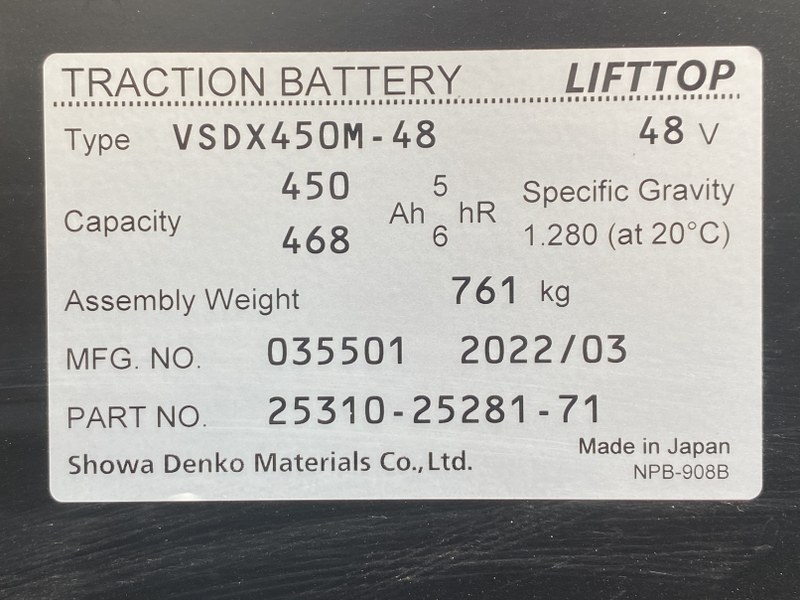 TRACTION BATTERY LIFTTOP
Type VSDX450M-48 48 V
Capacity 450 Ah 5 hR Specific Gravity
468 6 1.280 (at 20°C)
Assembly Weight 761 kg
MFG. NO. 035501 2022/03
PART NO. 25310-25281-71
Showa Denko Materials Co., Ltd. Made in Japan
NPB-908B